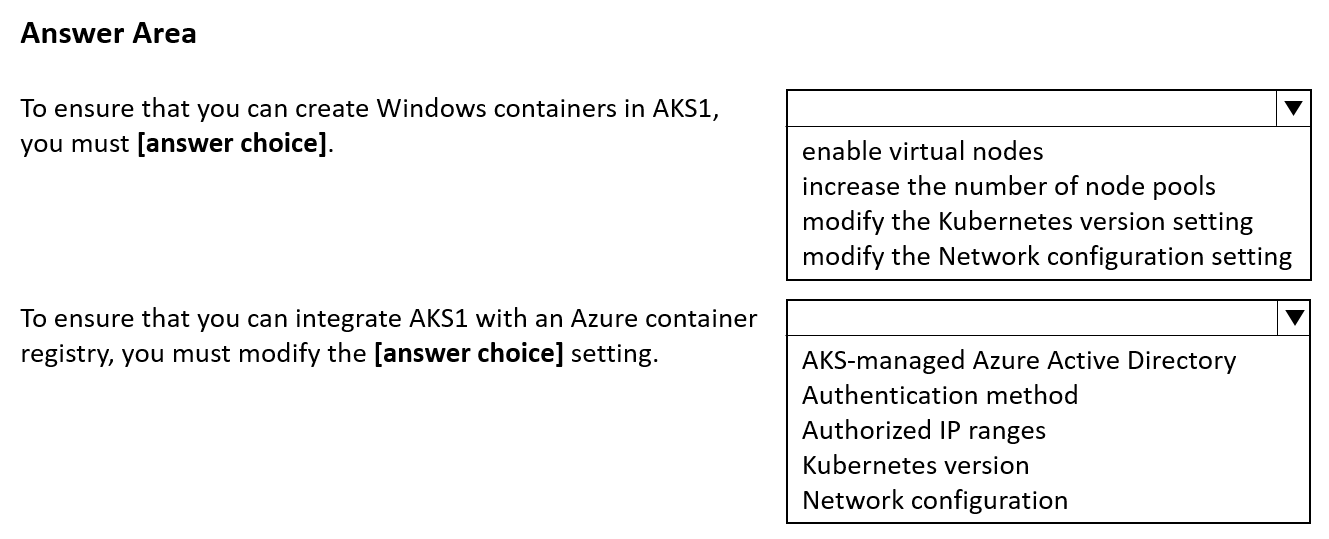 Answer Area
To ensure that you can create Windows containers in AKS1,
you must [answer choice].
enable virtual nodes
increase the number of node pools
modify the Kubernetes version setting
modify the Network configuration setting
To ensure that you can integrate AKS1 with an Azure container
registry, you must modify the [answer choice] setting.
AKS-managed Azure Active Directory
Authentication method
Authorized IP ranges
Kubernetes version
Network configuration